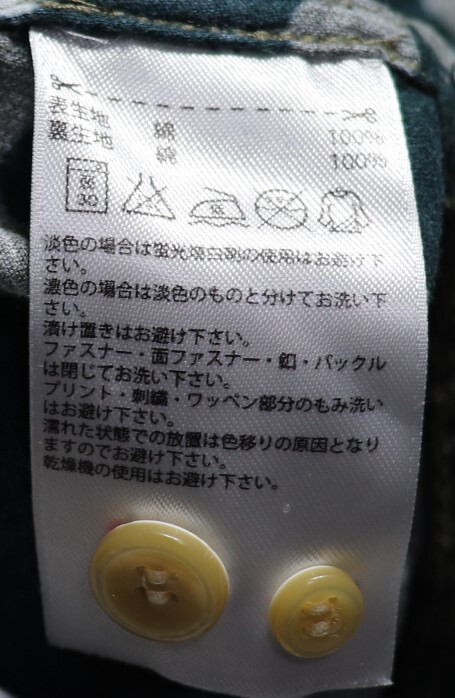 表生地 綿 100%
裏生地 綿 100%
30
淡色の場合は蛍光増白剤の使用はお避け下
さい。
濃色の場合は淡色のものと分けてお洗い下
さい。
漬け置きはお避け下さい。
ファスナー・面ファスナー・釦・バックル
は閉じてお洗い下さい。
プリント・刺繍・ワッペン部分のもみ洗い
はお避け下さい。
濡れた状態での放置は色移りの原因となり
ますのでお避け下さい。
乾燥機の使用はお避け下さい。